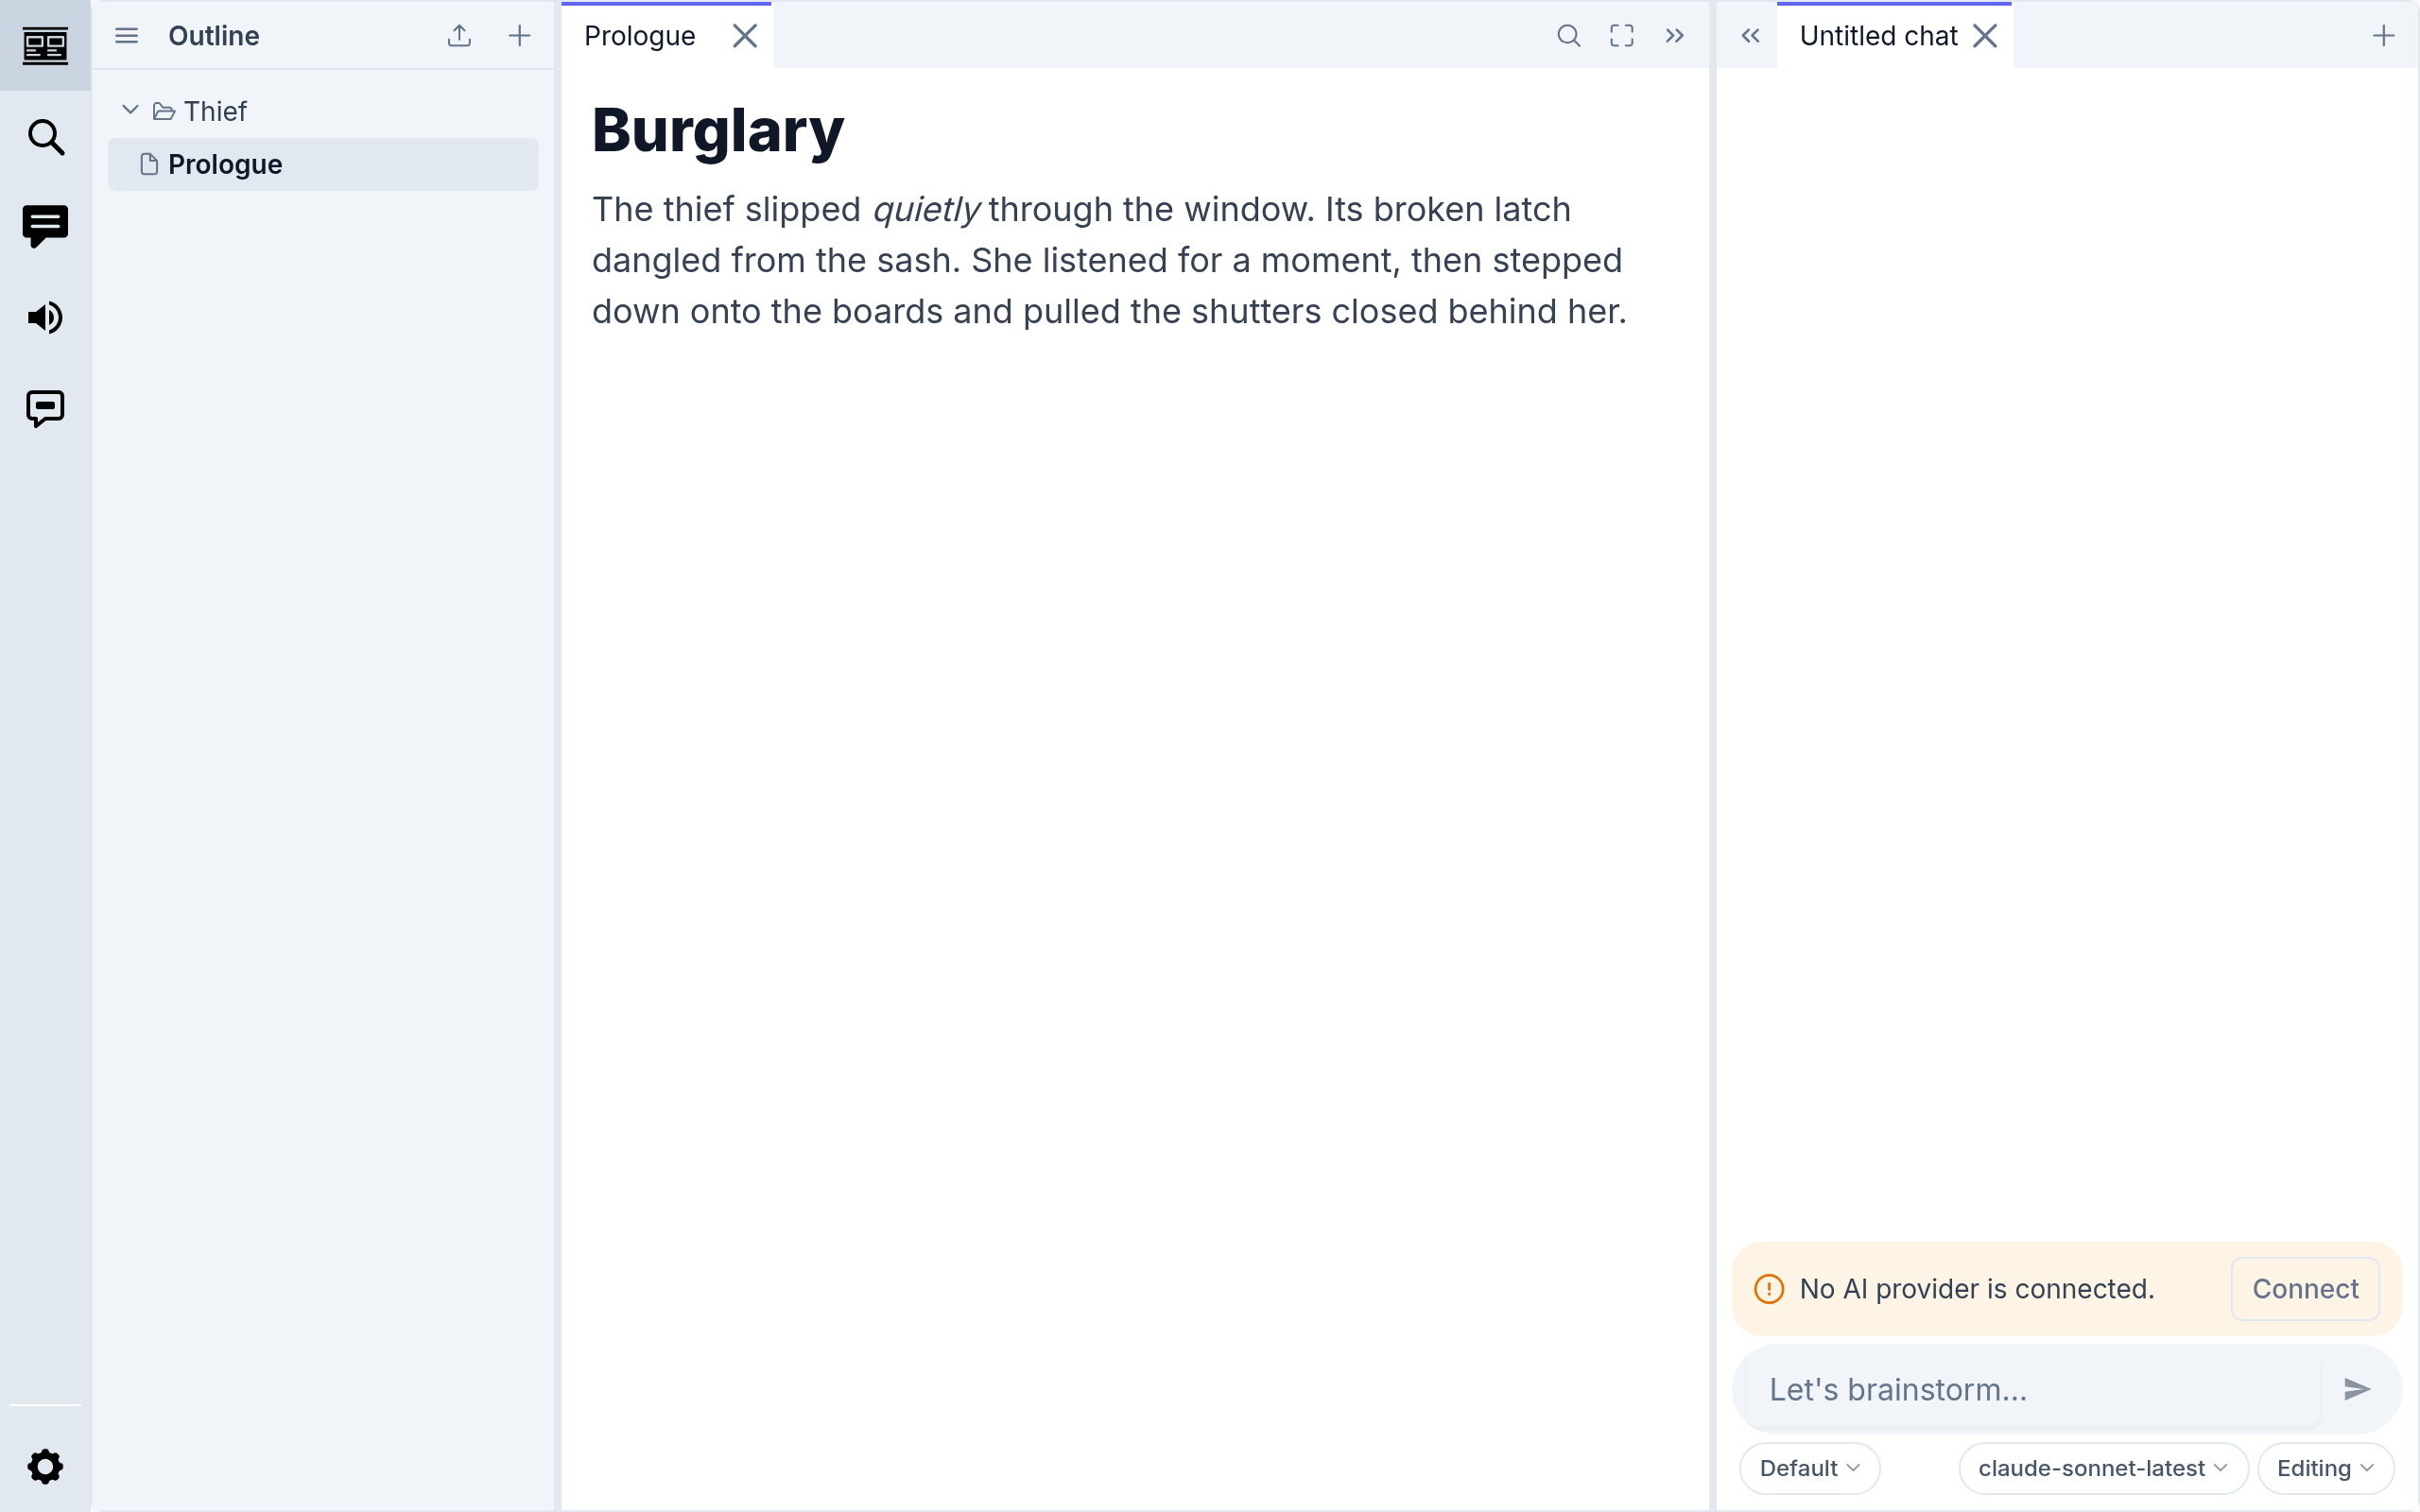 Outline
Thief
Prologue
Prologue
Burglary
The thief slipped quietly through the window. Its broken latch
dangled from the sash. She listened for a moment, then stepped
down onto the boards and pulled the shutters closed behind her.
Untitled chat
No AI provider is connected.
Connect
Let's brainstorm...
Default
claude-sonnet-latest
Editing